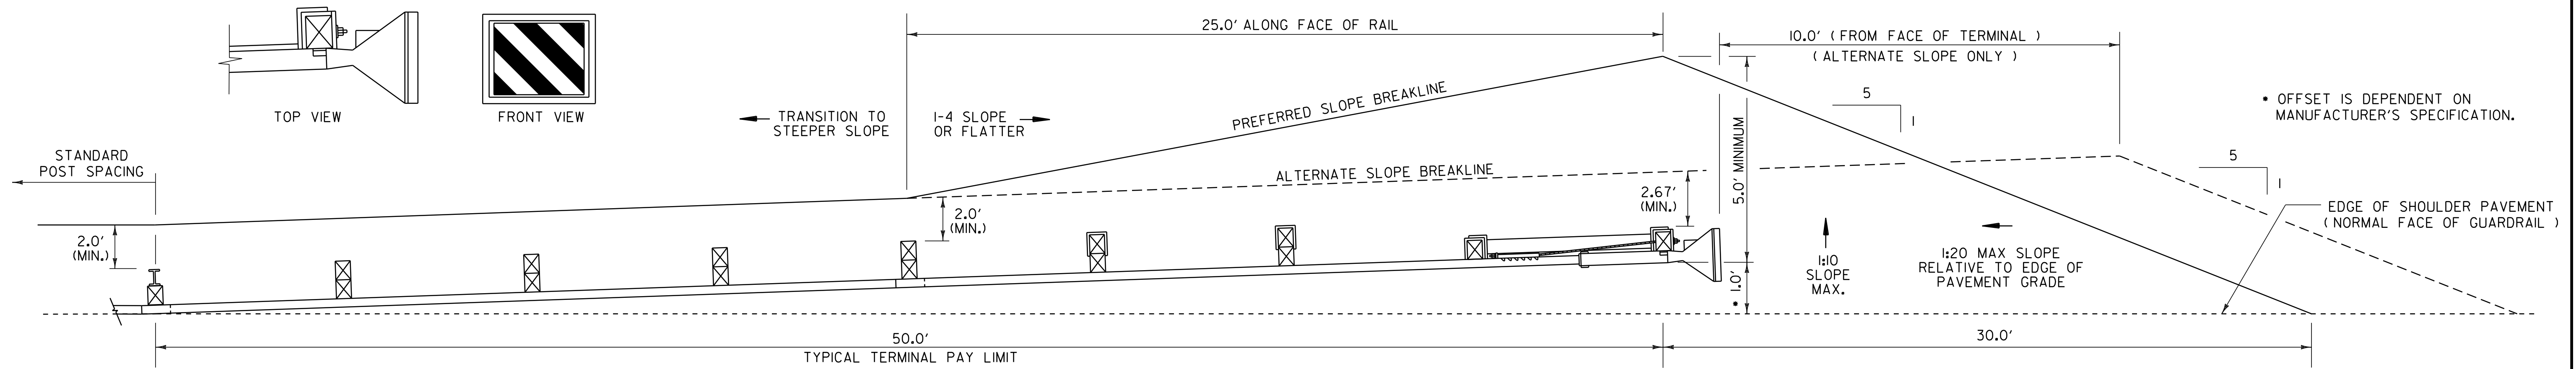 TOP VIEW
FRONT VIEW
25.0' ALONG FACE OF RAIL
10.0' ( FROM FACE OF TERMINAL )
( ALTERNATE SLOPE ONLY )
TRANSITION TO
STEEPER SLOPE
1-4 SLOPE
OR FLATTER
PREFERRED SLOPE BREAKLINE
5
1
* OFFSET IS DEPENDENT ON
MANUFACTURER'S SPECIFICATION.
STANDARD
POST SPACING
ALTERNATE SLOPE BREAKLINE
5.0' MINIMUM
5
1
2.0'
(MIN.)
2.0'
(MIN.)
2.67'
(MIN.)
EDGE OF SHOULDER PAVEMENT
( NORMAL FACE OF GUARDRAIL )
1:10
SLOPE
MAX.
1:20 MAX SLOPE
RELATIVE TO EDGE OF
PAVEMENT GRADE
* 1.0'
50.0'
TYPICAL TERMINAL PAY LIMIT
30.0'